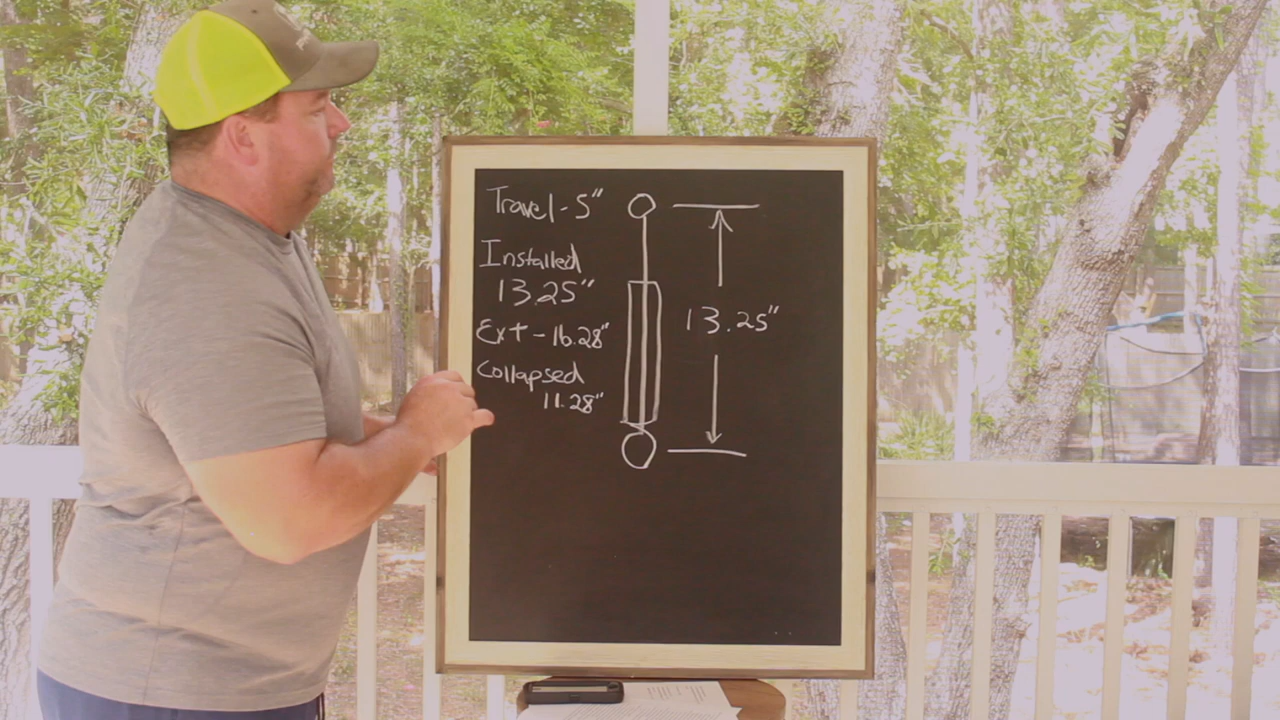 Travel-5"
Installed
13.25"
Ext-16.28"
Collapsed
11.28"
13.25"